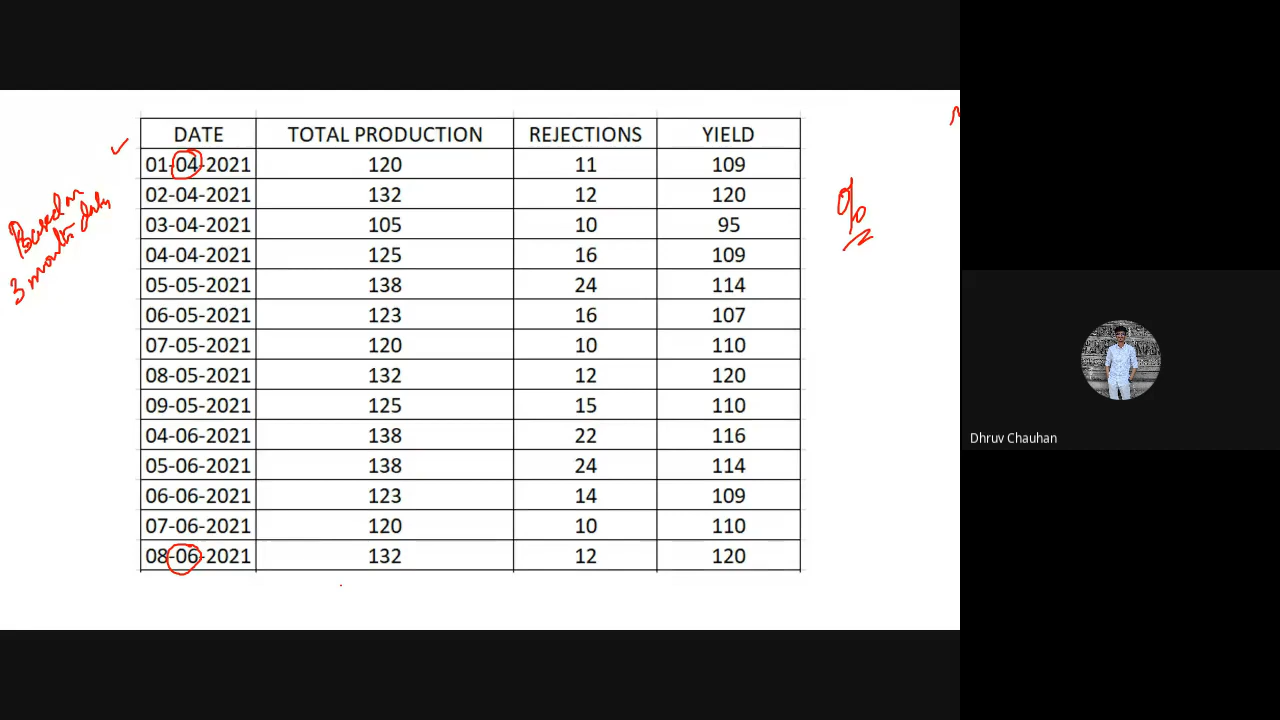 DATE TOTAL PRODUCTION REJECTIONS YIELD
01-04-2021 120 11 109
02-04-2021 132 12 120
03-04-2021 105 10 95
04-04-2021 125 16 109
05-05-2021 138 24 114
06-05-2021 123 16 107
07-05-2021 120 10 110
08-05-2021 132 12 120
09-05-2021 125 15 110
04-06-2021 138 22 116
05-06-2021 138 24 114
06-06-2021 123 14 109
07-06-2021 120 10 110
08-06-2021 132 12 120
Based on
3 months data
%
Dhruv Chauhan